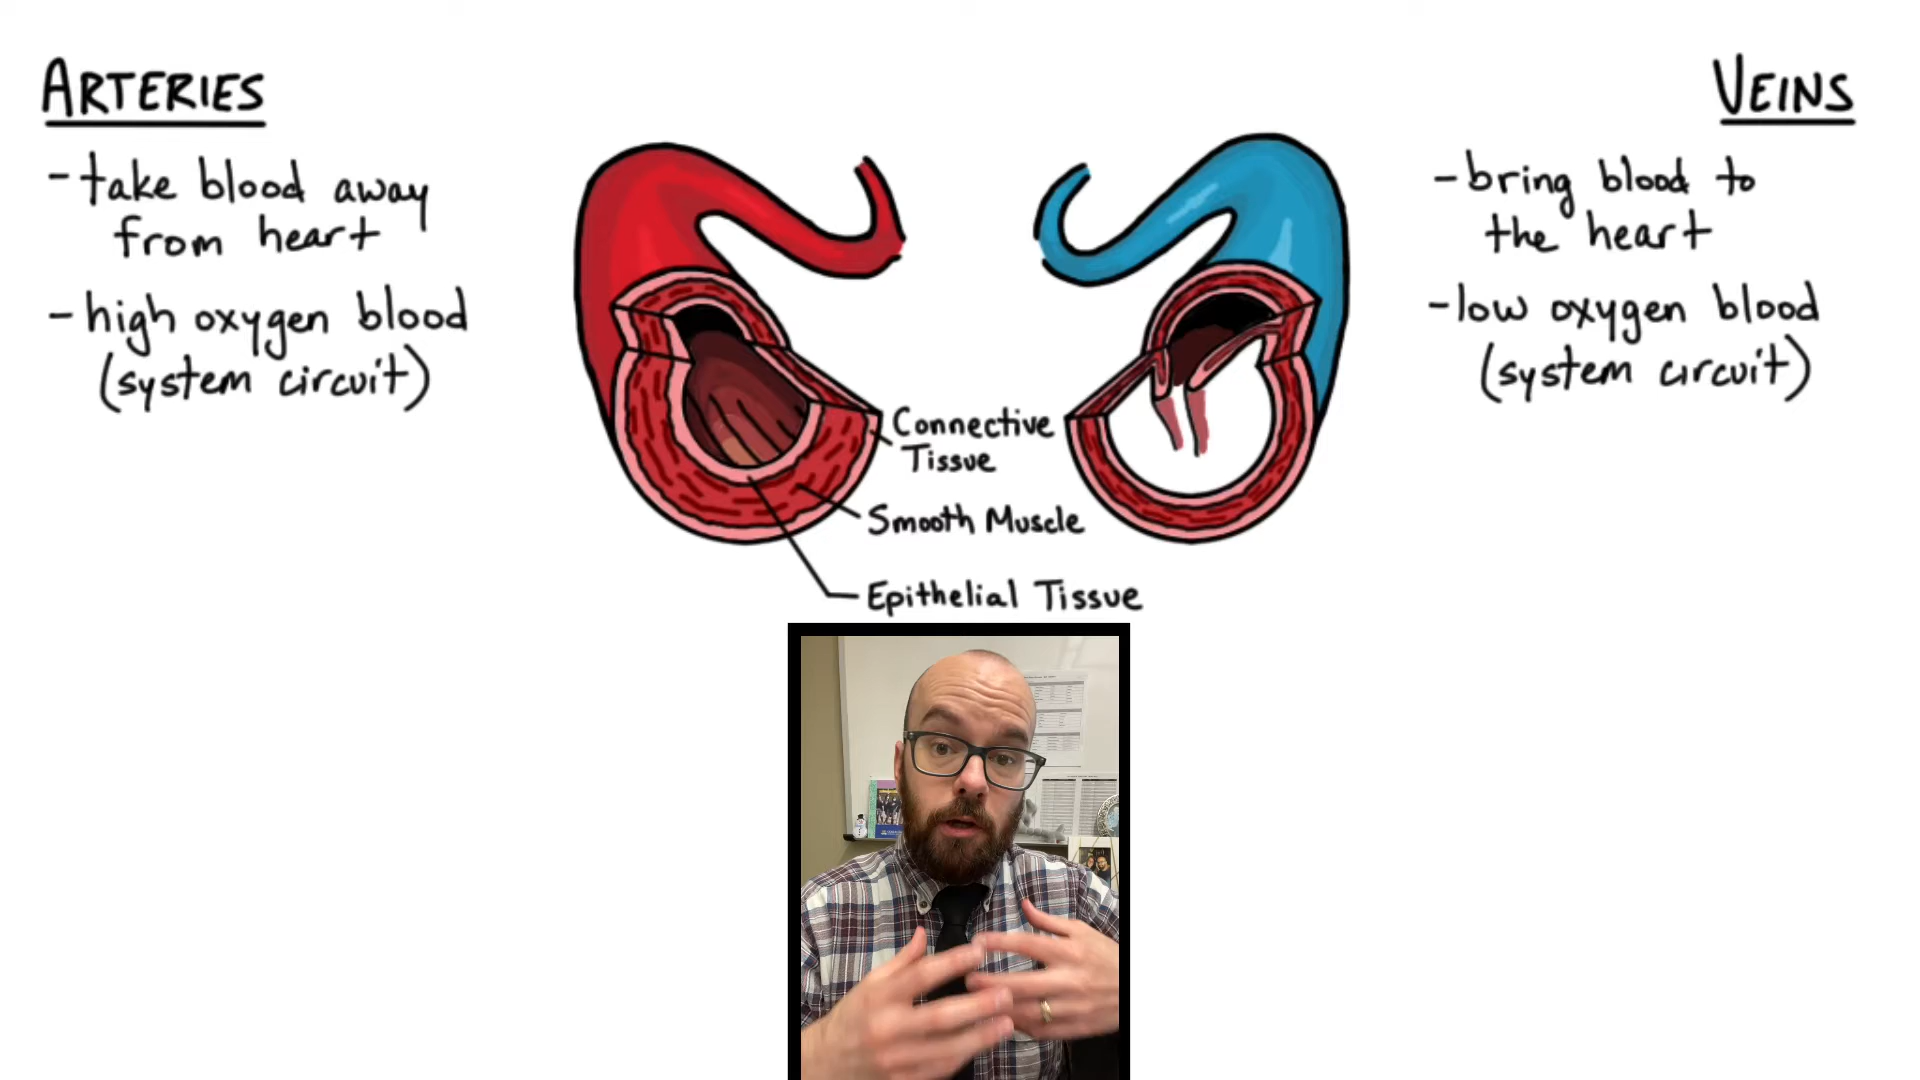 ARTERIES
-take blood away
from heart
-high oxygen blood
(system circuit)
Connective
Tissue
Smooth Muscle
Epithelial Tissue
VEINS
-bring blood to
the heart
-low oxygen blood
(system circuit)